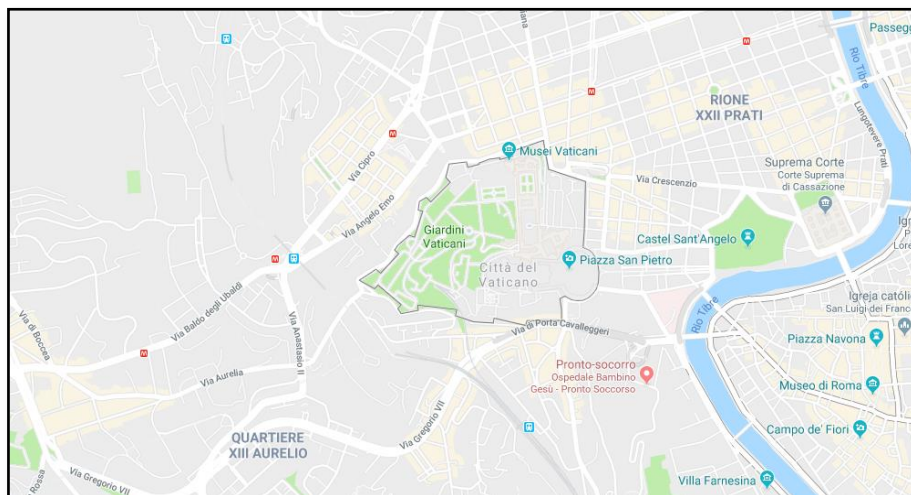 Passegg
Rio Tibre
RIONE
XXII PRATI
Lungotevere Prati
Musei Vaticani
Via Cipro
Via Crescenzio
Suprema Corte
Corte Suprema
di Cassazione
Via Angelo Emo
Giardini
Vaticani
Castel Sant'Angelo
Piazza San Pietro
Città del
Vaticano
Igreja católic
San Luigi dei Franc
Rio Tibre
Via Baldo degli Ubaldi
Via di Boccea
Via Anastasio II
Via di Porta Cavalleggeri
Piazza Navona
Pronto-socorro
Ospedale Bambino
Gesù - Pronto Soccorso
Via Aurelia
Museo di Roma
Via Gregorio VII
Campo de' Fiori
QUARTIERE
XIII AURELIO
Via Gregorio VII
Rossa
Villa Farnesina
M
M
M
M
M